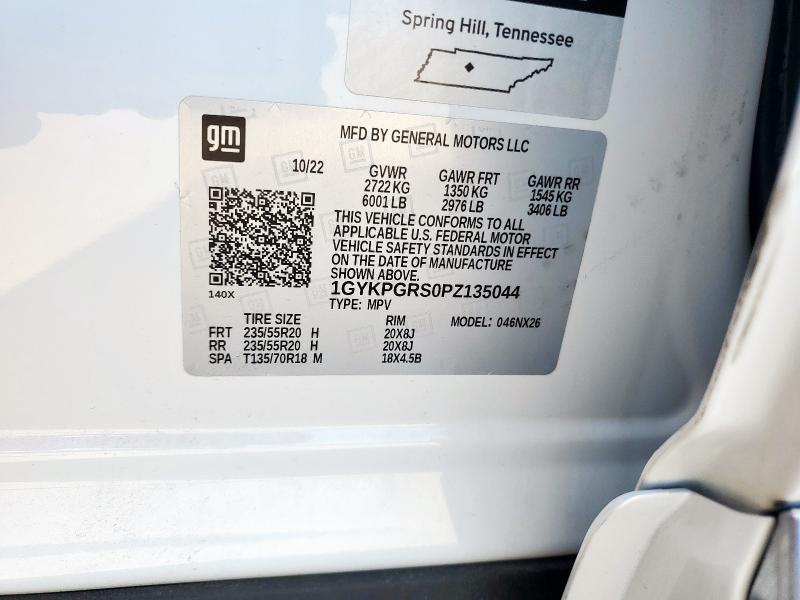 Spring Hill, Tennessee
gm
MFD BY GENERAL MOTORS LLC
10/22
GVWR
2722 KG
6001 LB
GAWR FRT
1350 KG
2976 LB
GAWR RR
1545 KG
3406 LB
THIS VEHICLE CONFORMS TO ALL
APPLICABLE U.S. FEDERAL MOTOR
VEHICLE SAFETY STANDARDS IN EFFECT
ON THE DATE OF MANUFACTURE
SHOWN ABOVE.
140X
1GYKPGRS0PZ135044
TYPE: MPV
TIRE SIZE RIM MODEL: 046NX26
FRT 235/55R20 H 20X8J
RR 235/55R20 H 20X8J
SPA T135/70R18 M 18X4.5B